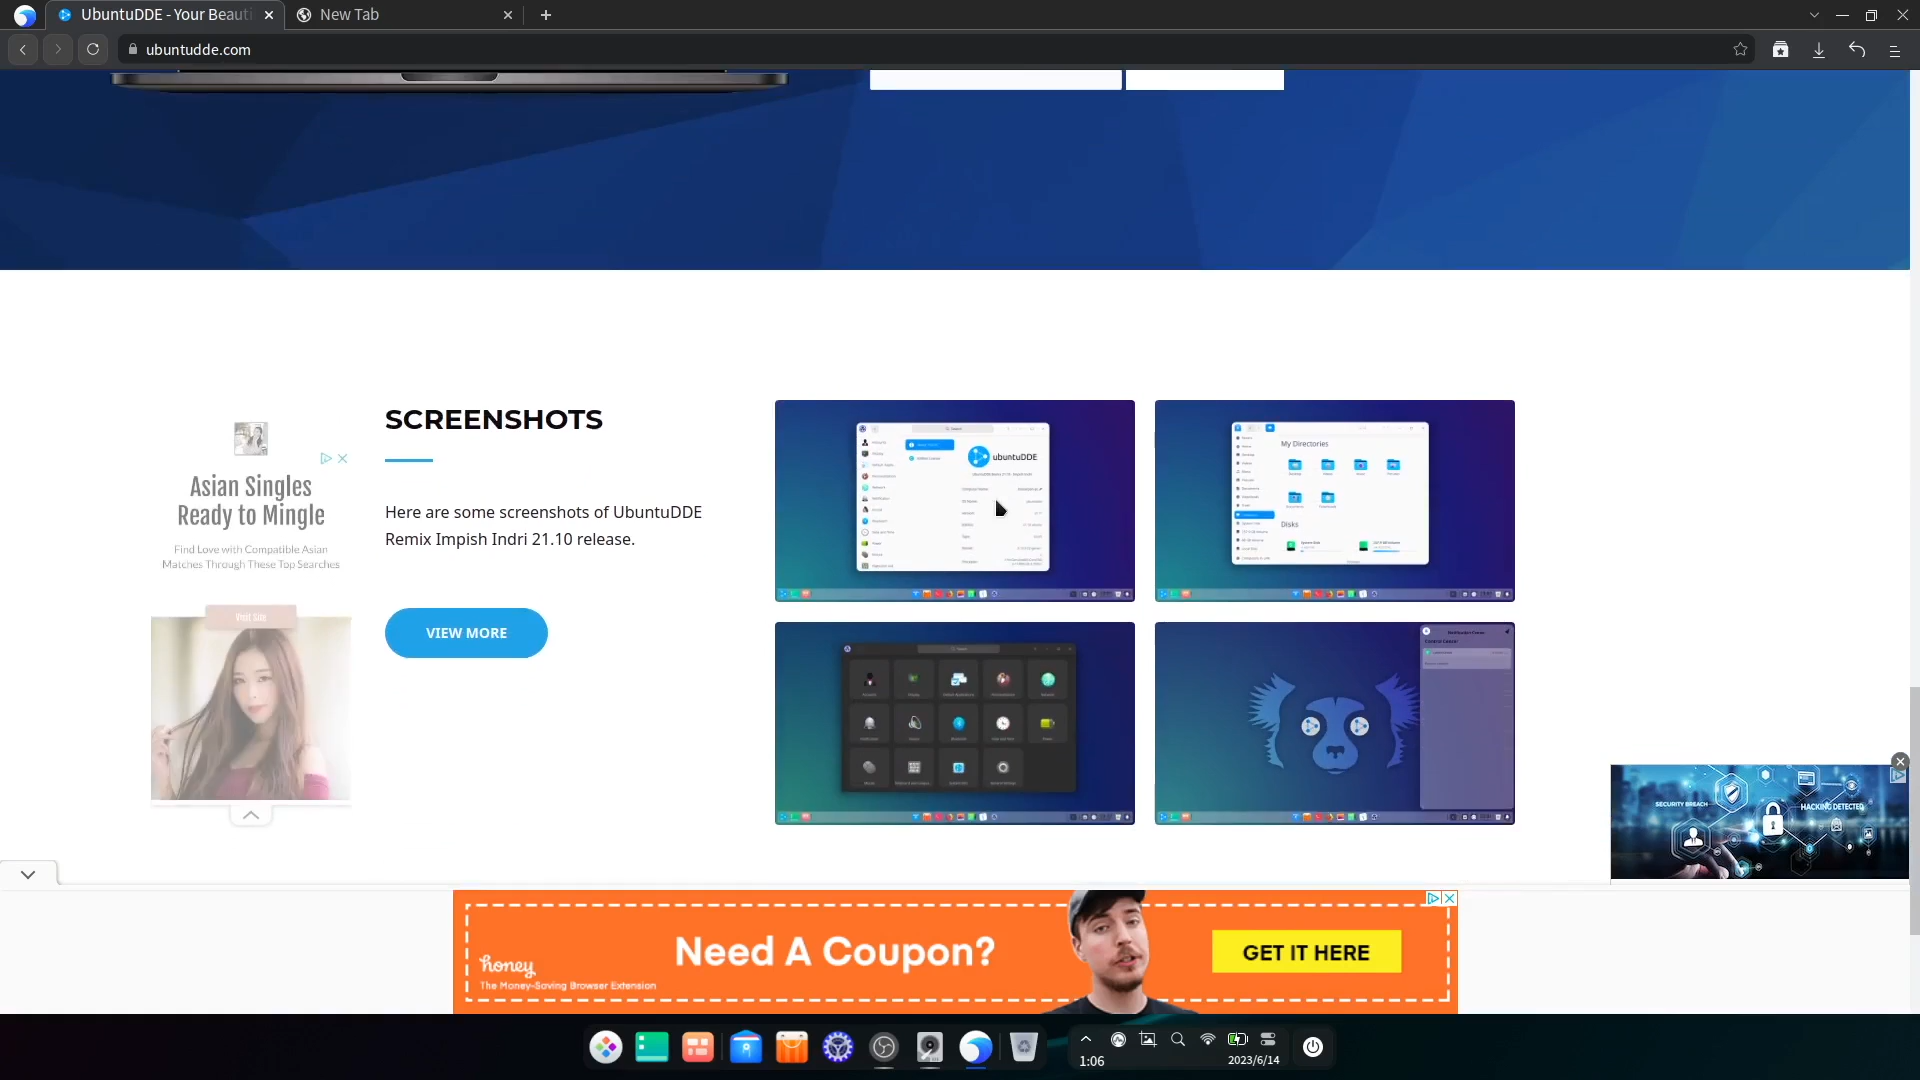 UbuntuDDE - Your Beauti
New Tab
ubuntudde.com
SCREENSHOTS
Here are some screenshots of UbuntuDDE
Remix Impish Indri 21.10 release.
VIEW MORE
Asian Singles
Ready to Mingle
Find Love with Compatible Asian
Matches Through These Top Searches
Visit Site
ubuntuDDE
My Directories
Disks
SECURITY BREACH
HACKING DETECTED
Need A Coupon?
GET IT HERE
honey
The Money-Saving Browser Extension
1:06
2023/6/14